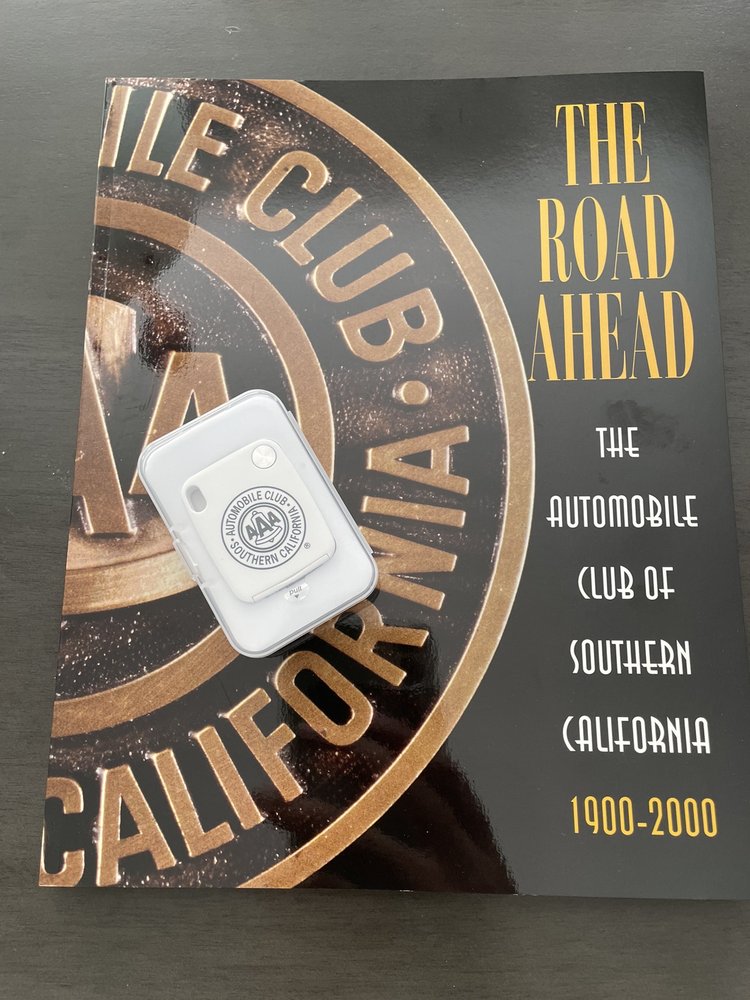 THE
ROAD
AHEAD
THE
AUTOMOBILE
CLUB OF
SOUTHERN
CALIFORNIA
1900-2000
ILE CLUB •
CALIFORNIA
AA
AUTOMOBILE CLUB •
AAA
• SOUTHERN CALIFORNIA
®
Pull